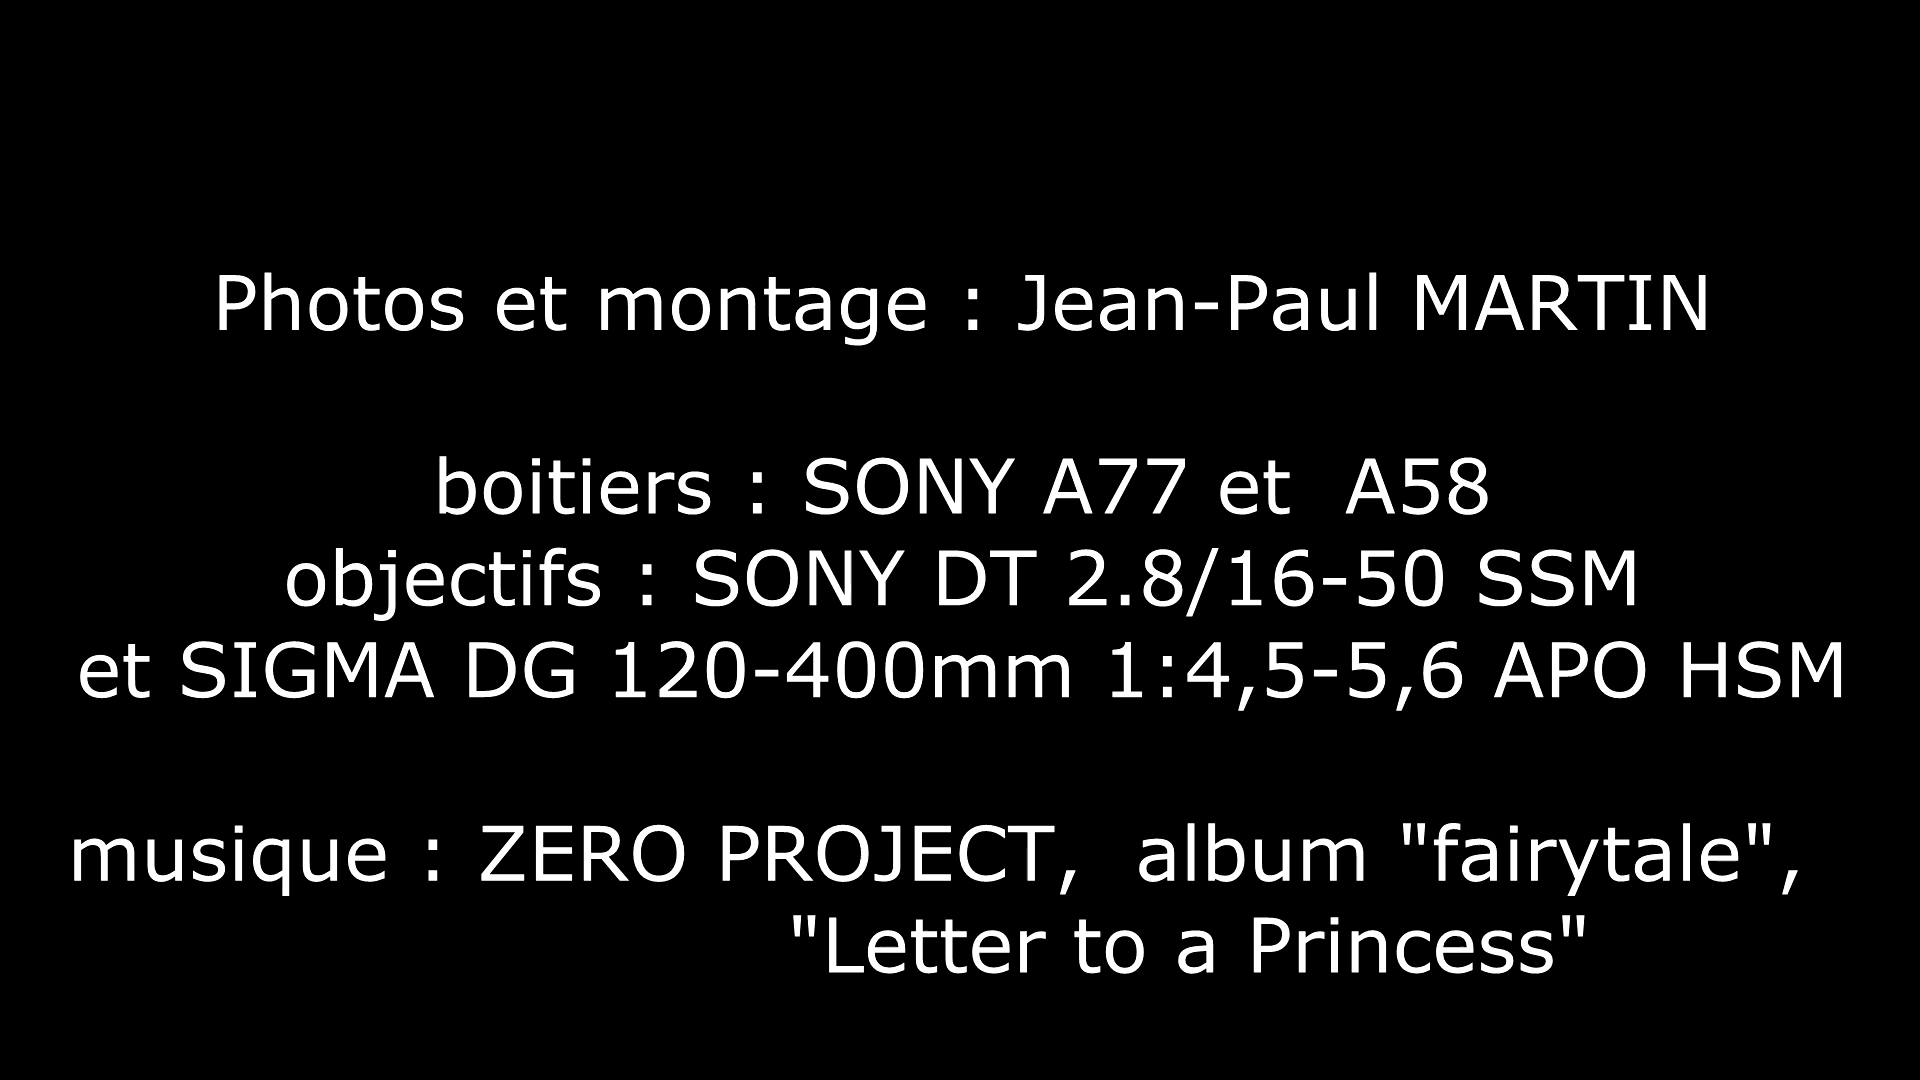 Photos et montage : Jean-Paul MARTIN
boitiers : SONY A77 et  A58
objectifs : SONY DT 2.8/16-50 SSM
et SIGMA DG 120-400mm 1:4,5-5,6 APO HSM
musique : ZERO PROJECT,  album "fairytale",
"Letter to a Princess"